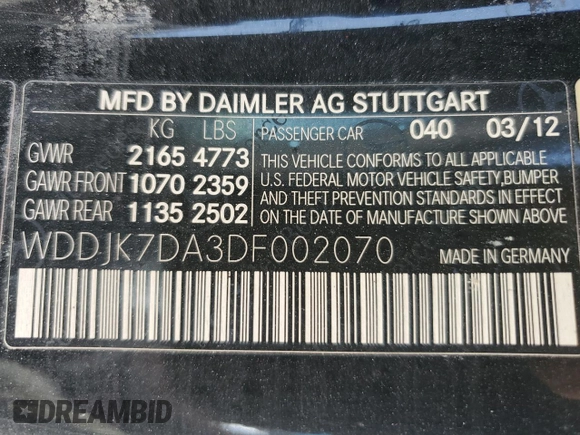 MFD BY DAIMLER AG STUTTGART
KG LBS PASSENGER CAR 040 03/12
GVWR 2165 4773
GAWR FRONT 1070 2359
GAWR REAR 1135 2502
THIS VEHICLE CONFORMS TO ALL APPLICABLE
U.S. FEDERAL MOTOR VEHICLE SAFETY, BUMPER
AND THEFT PREVENTION STANDARDS IN
EFFECT ON THE DATE OF MANUFACTURE
SHOWN ABOVE.
WDDJK7DA3DF002070
MADE IN GERMANY
DREAMBID